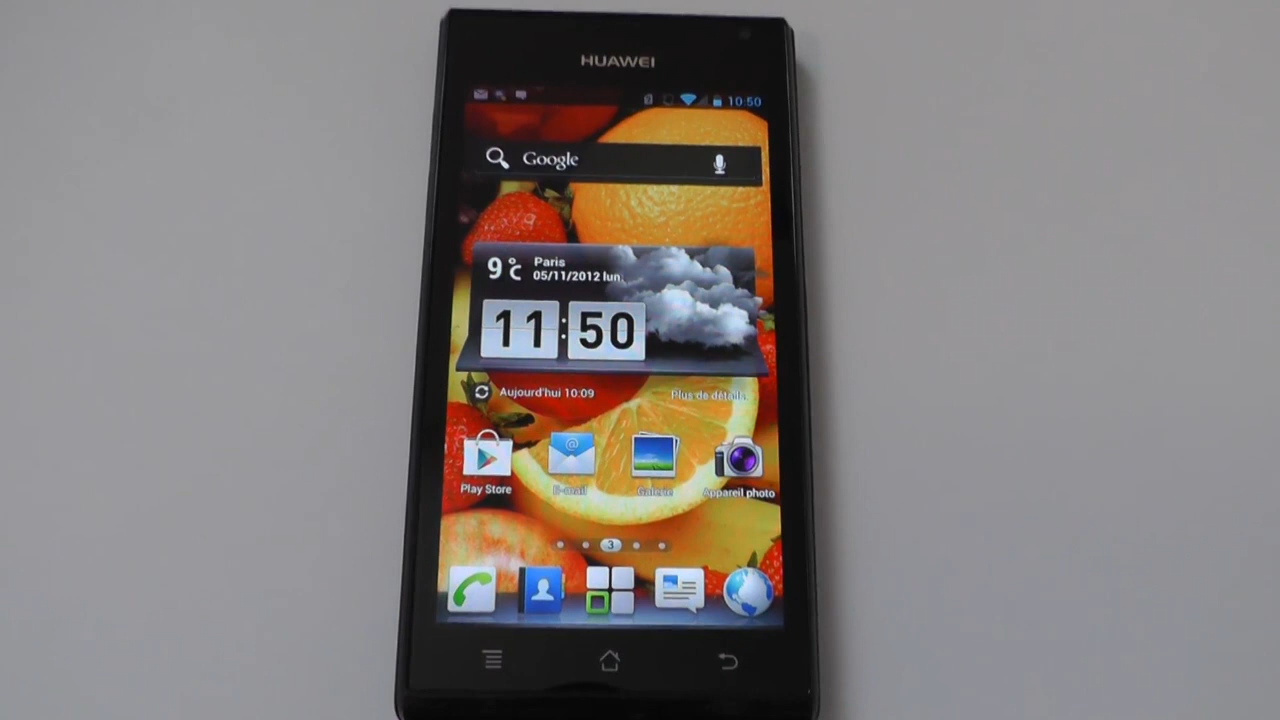 HUAWEI
10:50
Google
9°C
Paris
05/11/2012 lun.
11:50
Aujourd'hui 10:09
Plus de détails
Play Store
E-mail
Galerie
Appareil photo
3